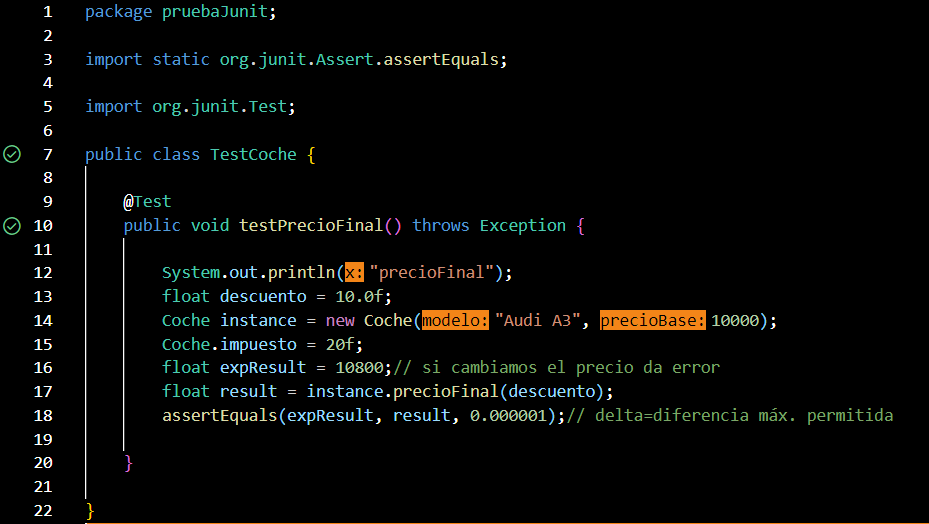 1 package pruebaJunit;
2
3 import static org.junit.Assert.assertEquals;
4
5 import org.junit.Test;
6
7 public class TestCoche {
8
9 @Test
10 public void testPrecioFinal() throws Exception {
11
12 System.out.println(x: "precioFinal");
13 float descuento = 10.0f;
14 Coche instance = new Coche(modelo: "Audi A3", precioBase: 10000);
15 Coche.impuesto = 20f;
16 float expResult = 10800;// si cambiamos el precio da error
17 float result = instance.precioFinal(descuento);
18 assertEquals(expResult, result, 0.000001);// delta=diferencia máx. permitida
19
20 }
21
22 }